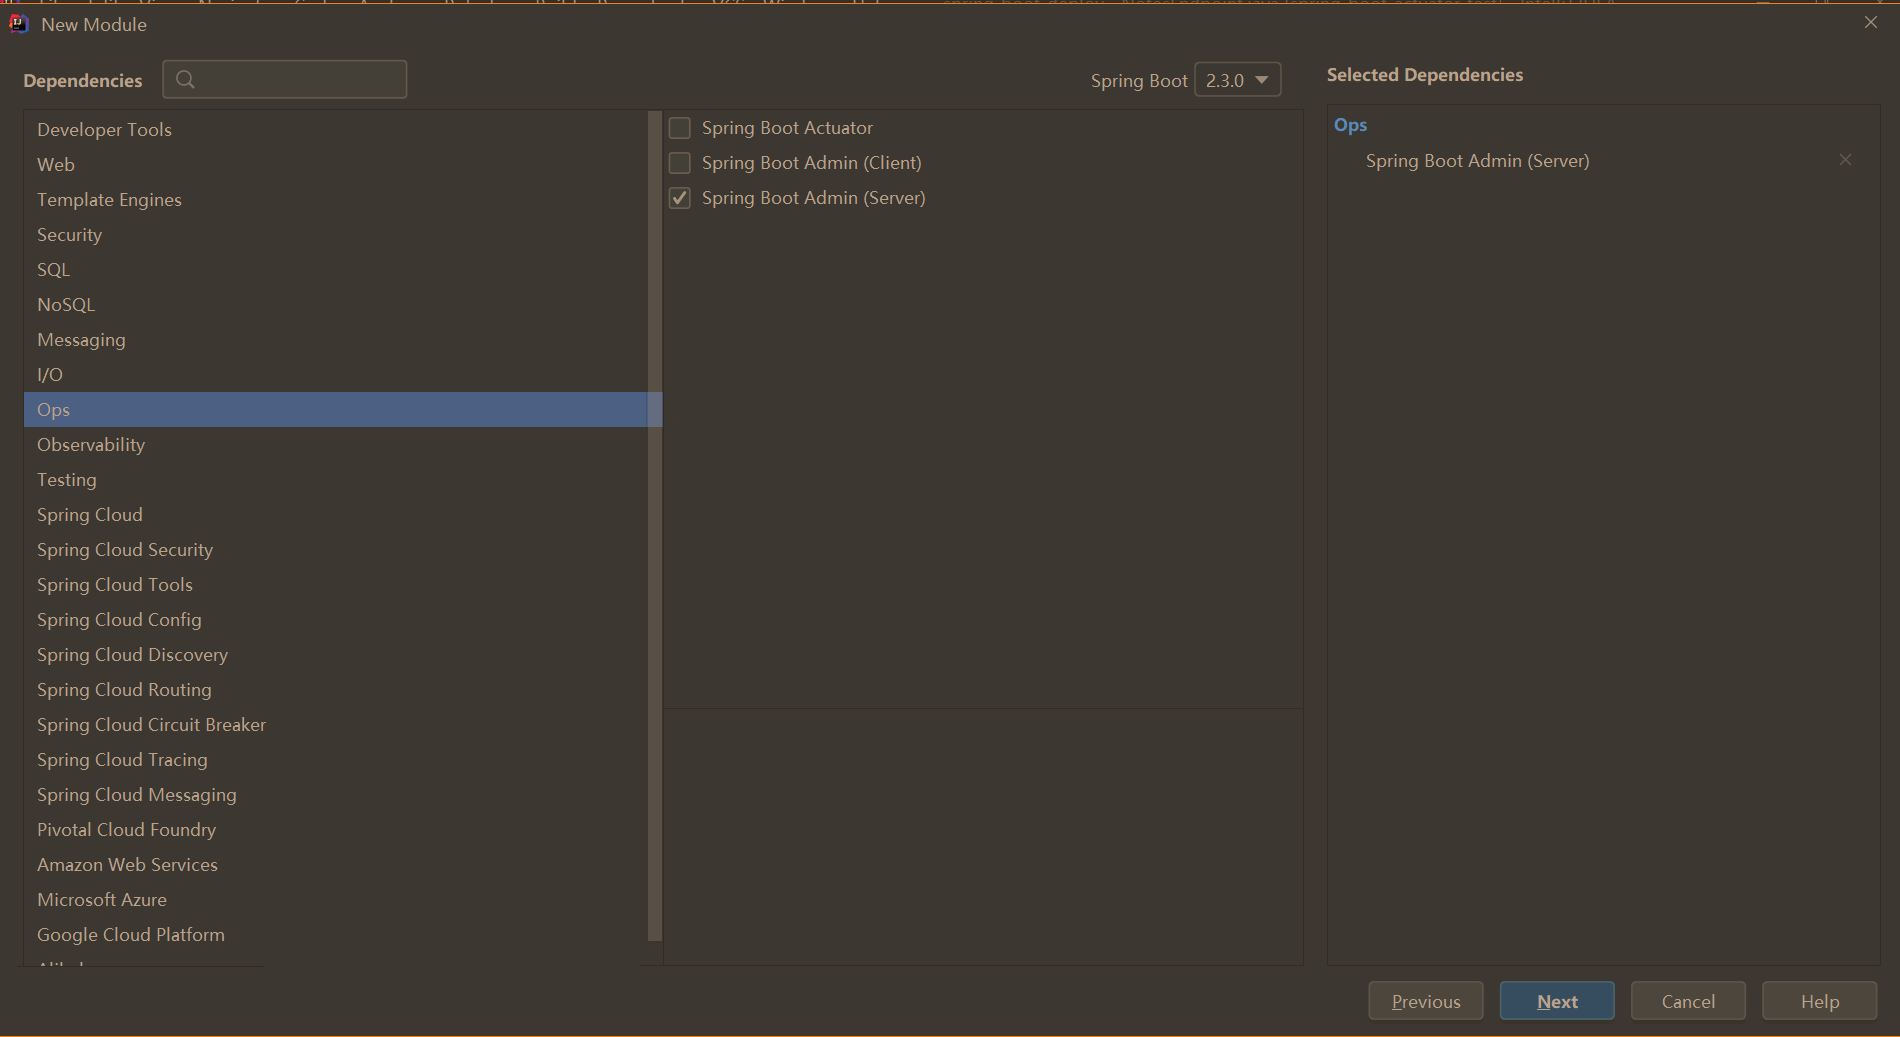 New Module
Dependencies
Spring Boot 2.3.0
Selected Dependencies
Developer Tools
Web
Template Engines
Security
SQL
NoSQL
Messaging
I/O
Ops
Observability
Testing
Spring Cloud
Spring Cloud Security
Spring Cloud Tools
Spring Cloud Config
Spring Cloud Discovery
Spring Cloud Routing
Spring Cloud Circuit Breaker
Spring Cloud Tracing
Spring Cloud Messaging
Pivotal Cloud Foundry
Amazon Web Services
Microsoft Azure
Google Cloud Platform
Spring Boot Actuator
Spring Boot Admin (Client)
Spring Boot Admin (Server)
Ops
Spring Boot Admin (Server)
Previous
Next
Cancel
Help